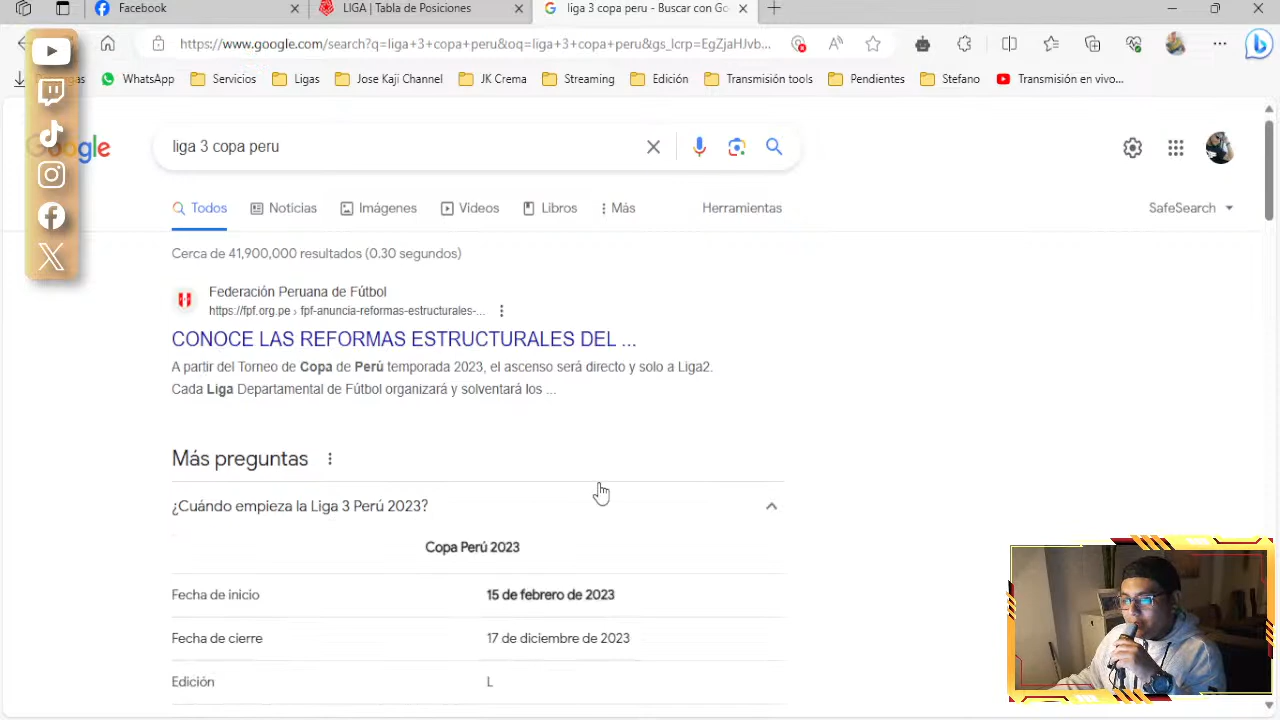 Facebook
LIGA | Tabla de Posiciones
liga 3 copa peru - Buscar con Go
https://www.google.com/search?q=liga+3+copa+peru&oq=liga+3+copa+peru&gs_lcrp=EgZjaHJvb...
WhatsApp
Servicios
Ligas
Jose Kaji Channel
JK Crema
Streaming
Edición
Transmisión tools
Pendientes
Stefano
Transmisión en vivo...
liga 3 copa peru
Todos
Noticias
Imágenes
Videos
Libros
Más
Herramientas
SafeSearch
Cerca de 41,900,000 resultados (0.30 segundos)
Federación Peruana de Fútbol
https://fpf.org.pe › fpf-anuncia-reformas-estructurales-...
CONOCE LAS REFORMAS ESTRUCTURALES DEL ...
A partir del Torneo de Copa de Perú temporada 2023, el ascenso será directo y solo a Liga2.
Cada Liga Departamental de Fútbol organizará y solventará los ...
Más preguntas
¿Cuándo empieza la Liga 3 Perú 2023?
Copa Perú 2023
Fecha de inicio 15 de febrero de 2023
Fecha de cierre 17 de diciembre de 2023
Edición L